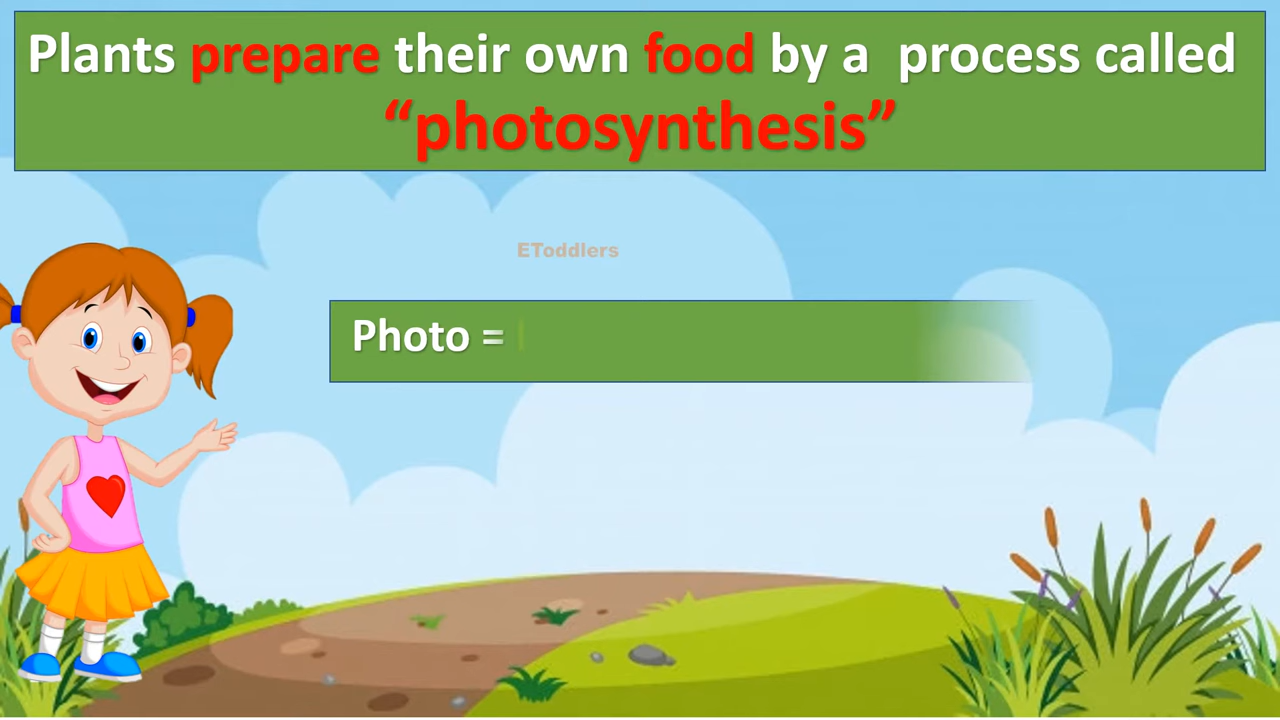 Plants prepare their own food by a process called
“photosynthesis”
EToddlers
Photo =